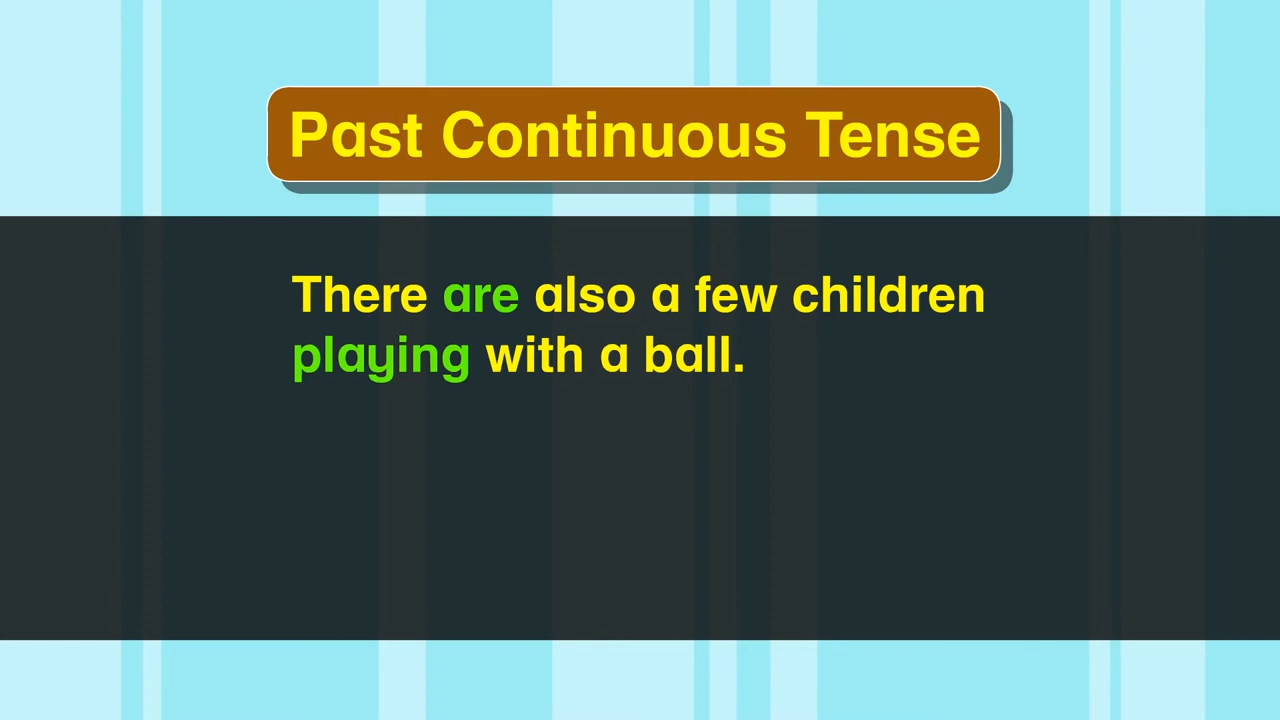 Past Continuous Tense
There are also a few children
playing with a ball.